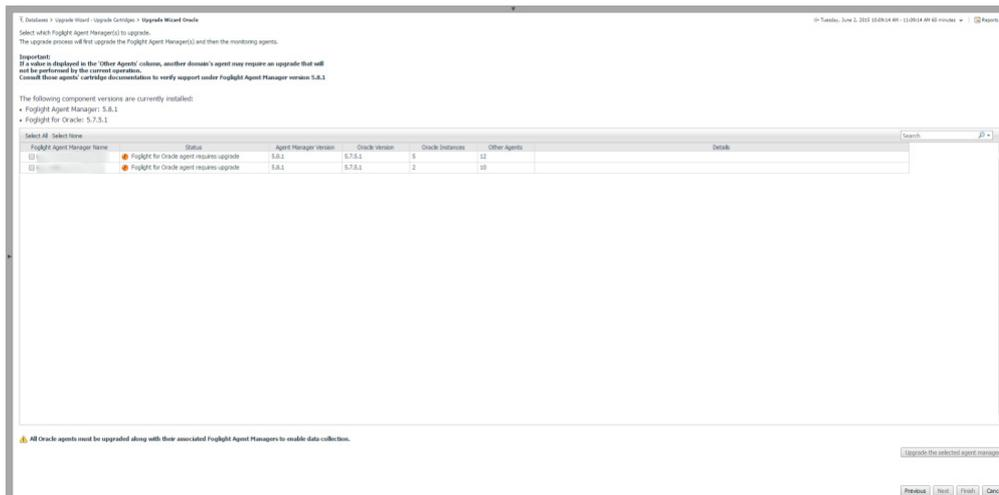 Databases > Upgrade Wizard - Upgrade Cartridges > Upgrade Wizard Oracle
Tuesday, June 2, 2015 10:09:14 AM - 11:09:14 AM 60 minutes
Reports
Select which Foglight Agent Manager(s) to upgrade.
The upgrade process will first upgrade the Foglight Agent Manager(s) and then the monitoring agents.
Important:
If a value is displayed in the 'Other Agents' column, another domain's agent may require an upgrade that will
not be performed by the current operation.
Consult those agents' cartridge documentation to verify support under Foglight Agent Manager version 5.8.1
The following component versions are currently installed:
• Foglight Agent Manager: 5.8.1
• Foglight for Oracle: 5.7.5.1
Select All Select None
Search
Foglight Agent Manager Name Status Agent Manager Version Oracle Version Oracle Instances Other Agents Details
Foglight for Oracle agent requires upgrade 5.8.1 5.7.5.1 5 12
Foglight for Oracle agent requires upgrade 5.8.1 5.7.5.1 2 10
All Oracle agents must be upgraded along with their associated Foglight Agent Managers to enable data collection.
Upgrade the selected agent manage
Previous Next Finish Canc